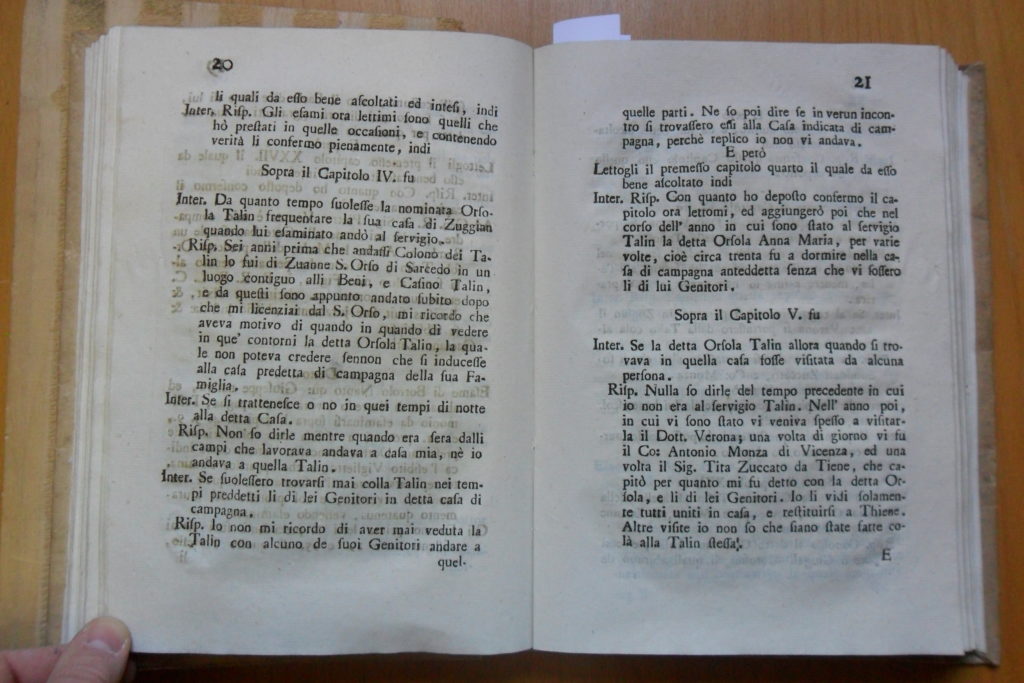 20
li quali da eſſo bene aſcoltati ed inteſi, indi
Inter. Riſp. Gli eſami ora lettimi ſono quelli che
hò preſtati in quelle occaſioni, e contenendo
verità li confermo pienamente, indi
Sopra il Capitolo IV. fu
Inter. Da quanto tempo ſuoleſſe la nominata Orſo-
la Talin frequentare la ſua caſa di Zuggian
quando lui eſaminato andò al ſervigio.
Riſp. Sei anni prima che andaſſi Colonò dei Ta-
lin lo fui di Zuanne S. Orſo di Sarcedo in un
luogo contiguo alli Beni, e Caſino Talin,
e da queſti ſono appunto andato ſubito dopo
che mi licenziai dal S. Orſo, mi ricordo che
aveva motivo di quando in quando di vedere
in que' contorni la detta Orſola Talin, la qua-
le non poteva credere ſennon che ſi induceſſe
alla caſa predetta di campagna della ſua Fa-
miglia.
Inter. Se ſi tratteneſce o no in quei tempi di notte
alla detta Caſa.
Riſp. Non ſo dirle mentre quando era ſera dalli
campi che lavorava andava a caſa mia, nè io
andava a quella Talin.
Inter. Se ſuoleſſero trovarſi mai colla Talin nei tem-
pi preddetti li di lei Genitori in detta caſa di
campagna.
Riſp. Io non mi ricordo di aver mai veduta la
Talin con alcuno de ſuoi Genitori andare a
quel-
21
quelle parti. Ne ſo poi dire ſe in verun incon-
tro ſi trovaſſero eſſi alla Caſa indicata di cam-
pagna, perchè replico io non vi andava.
E però
Lettogli il premeſſo capitolo quarto il quale da eſſo
bene aſcoltato indi
Inter. Riſp. Con quanto ho depoſto confermo il ca-
pitolo ora lettomi, ed aggiungerò poi che nel
corſo dell' anno in cui ſono ſtato al ſervigio
Talin la detta Orſola Anna Maria, per varie
volte, cioè circa trenta fu a dormire nella ca-
ſa di campagna anteddetta ſenza che vi foſſero
li di lui Genitori.
Sopra il Capitolo V. fu
Inter. Se la detta Orſola Talin allora quando ſi tro-
vava in quella caſa foſſe viſitata da alcuna
perſona.
Riſp. Nulla ſo dirle del tempo precedente in cui
io non era al ſervigio Talin. Nell' anno poi,
in cui vi ſono ſtato vi veniva ſpeſſo a viſitar-
la il Dott. Verona; una volta di giorno vi fu
il Co: Antonio Monza di Vicenza, ed una
volta il Sig. Tita Zuccato da Tiene, che ca-
pitò per quanto mi fu detto con la detta Or-
ſola, e li di lei Genitori. Io li vidi ſolamen-
te tutti uniti in caſa, e reſtituirſi a Thiene.
Altre viſite io non ſo che ſiano ſtate fatte co-
là alla Talin ſteſſa.
E